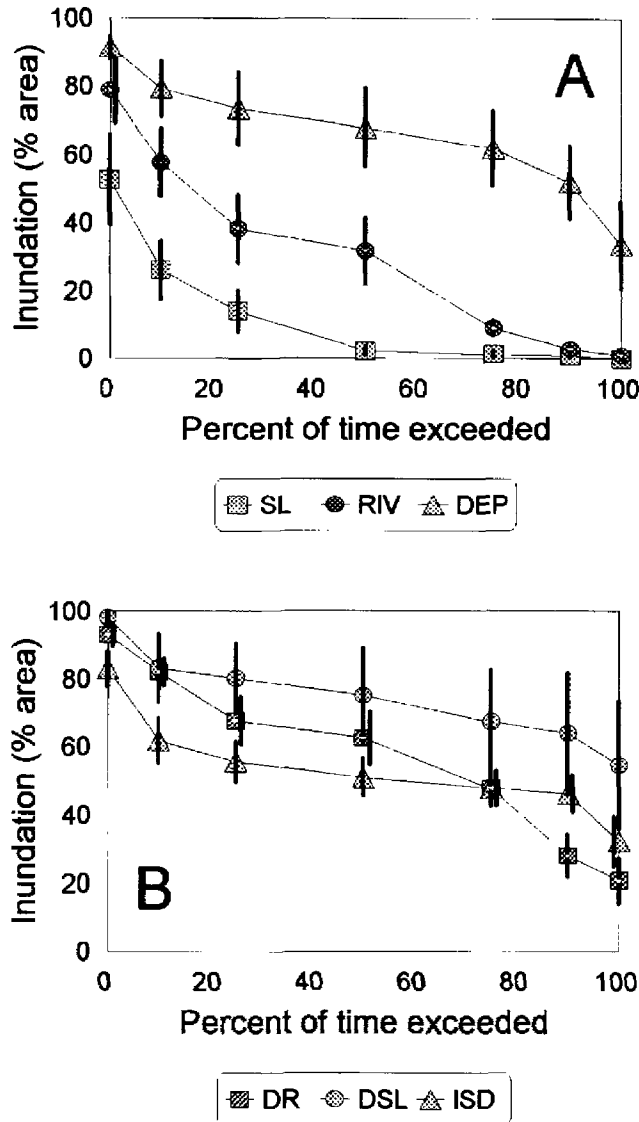 100
80
60
40
20
0
Inundation (% area)
A
0 20 40 60 80 100
Percent of time exceeded
SL RIV DEP
100
80
60
40
20
0
Inundation (% area)
B
0 20 40 60 80 100
Percent of time exceeded
DR DSL ISD